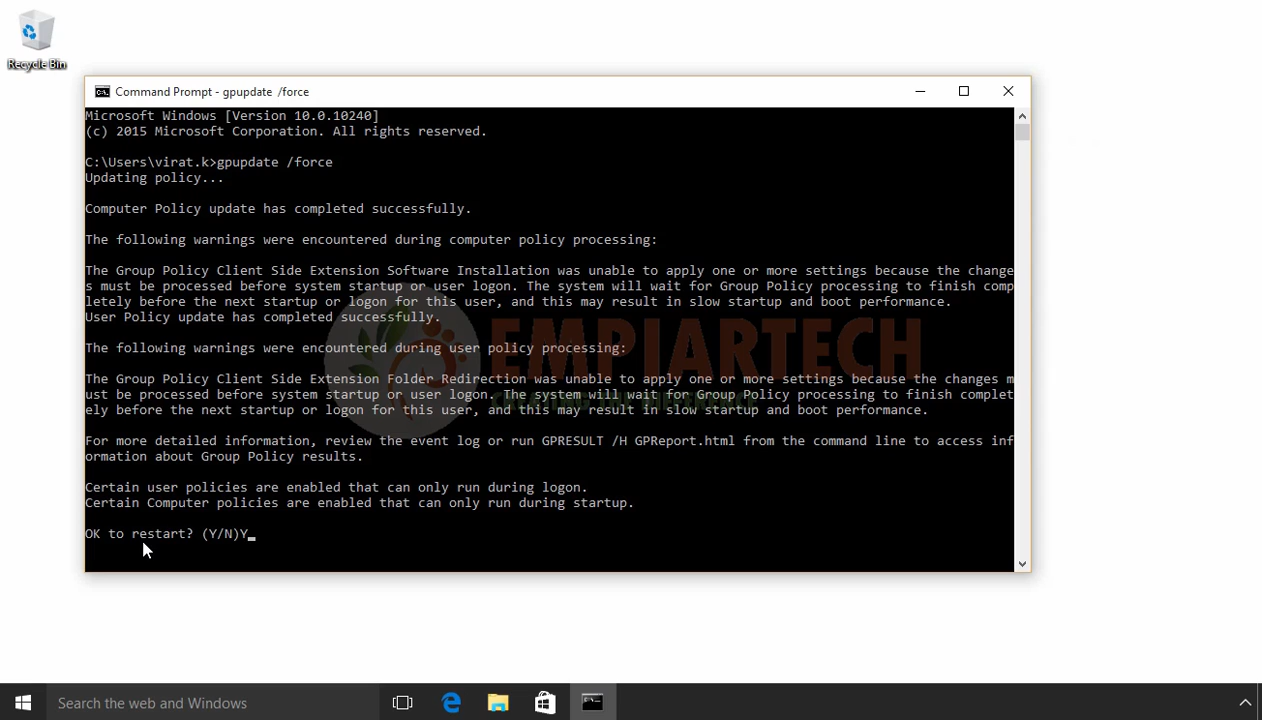 Recycle Bin
Command Prompt - gpupdate /force
Microsoft Windows [Version 10.0.10240]
(c) 2015 Microsoft Corporation. All rights reserved.
C:\Users\virat.k>gpupdate /force
Updating policy...
Computer Policy update has completed successfully.
The following warnings were encountered during computer policy processing:
The Group Policy Client Side Extension Software Installation was unable to apply one or more settings because the change
s must be processed before system startup or user logon. The system will wait for Group Policy processing to finish comp
letely before the next startup or logon for this user, and this may result in slow startup and boot performance.
User Policy update has completed successfully.
The following warnings were encountered during user policy processing:
EMPIARTECH
The Group Policy Client Side Extension Folder Redirection was unable to apply one or more settings because the changes m
ust be processed before system startup or user logon. The system will wait for Group Policy processing to finish complet
ely before the next startup or logon for this user, and this may result in slow startup and boot performance.
For more detailed information, review the event log or run GPRESULT /H GPReport.html from the command line to access inf
ormation about Group Policy results.
Certain user policies are enabled that can only run during logon.
Certain Computer policies are enabled that can only run during startup.
OK to restart? (Y/N)Y
Search the web and Windows